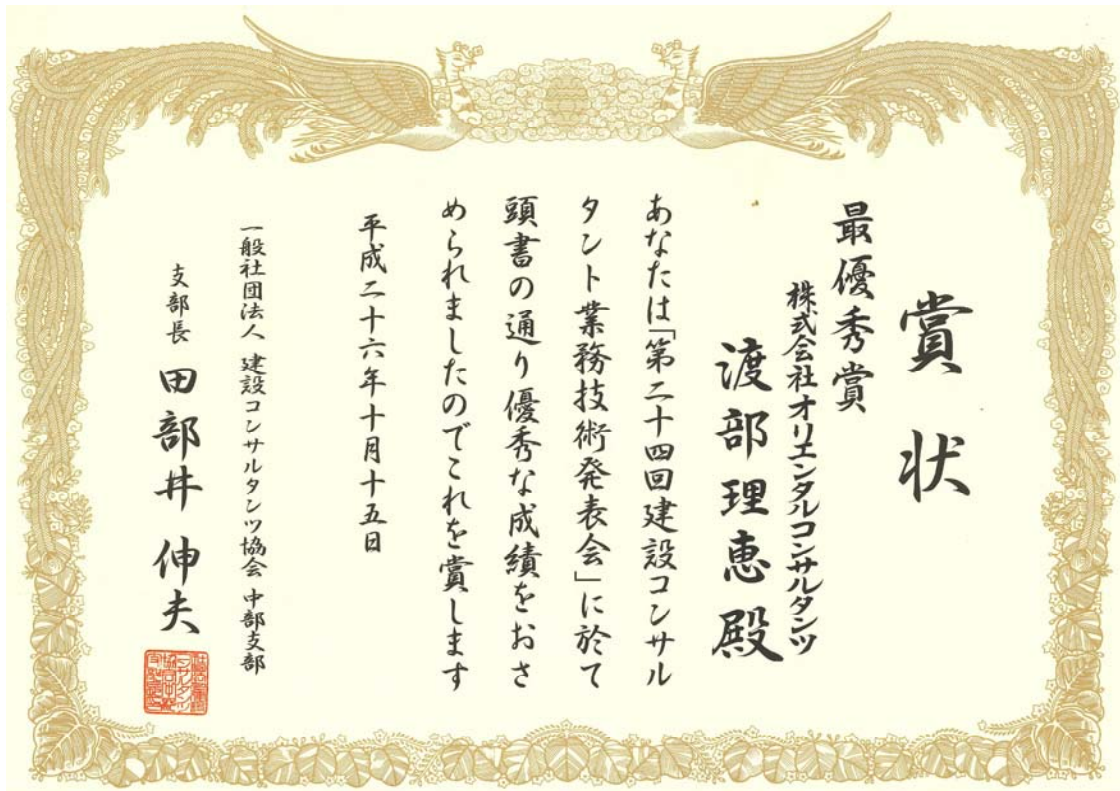 賞状
最優秀賞
株式会社オリエンタルコンサルタンツ
渡部理恵殿
あなたは「第二十四回建設コンサル
タント業務技術発表会」に於て
頭書の通り優秀な成績をおさ
められましたのでこれを賞します
平成二十六年十月十五日
一般社団法人 建設コンサルタンツ協会 中部支部
支部長 田部井伸夫